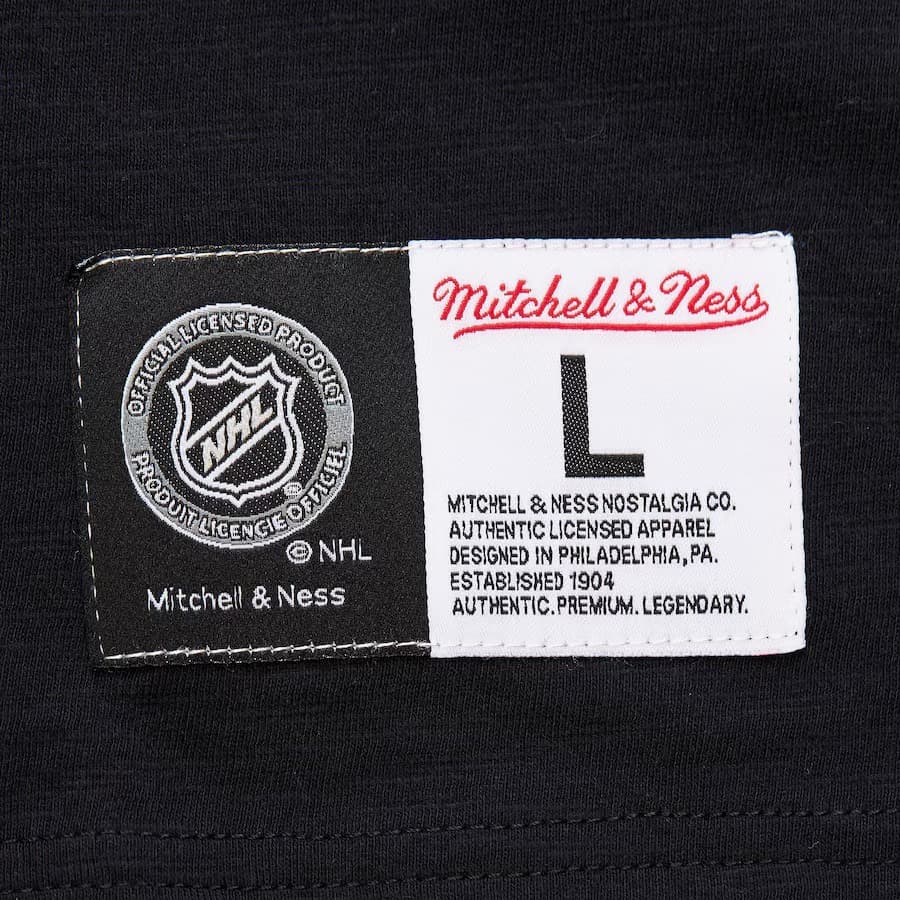 OFFICIAL LICENSED PRODUCT
NHL
®
PRODUIT LICENCIE OFFICIEL
© NHL
Mitchell & Ness
Mitchell & Ness
L
MITCHELL & NESS NOSTALGIA CO.
AUTHENTIC LICENSED APPAREL
DESIGNED IN PHILADELPHIA, PA.
ESTABLISHED 1904
AUTHENTIC. PREMIUM. LEGENDARY.